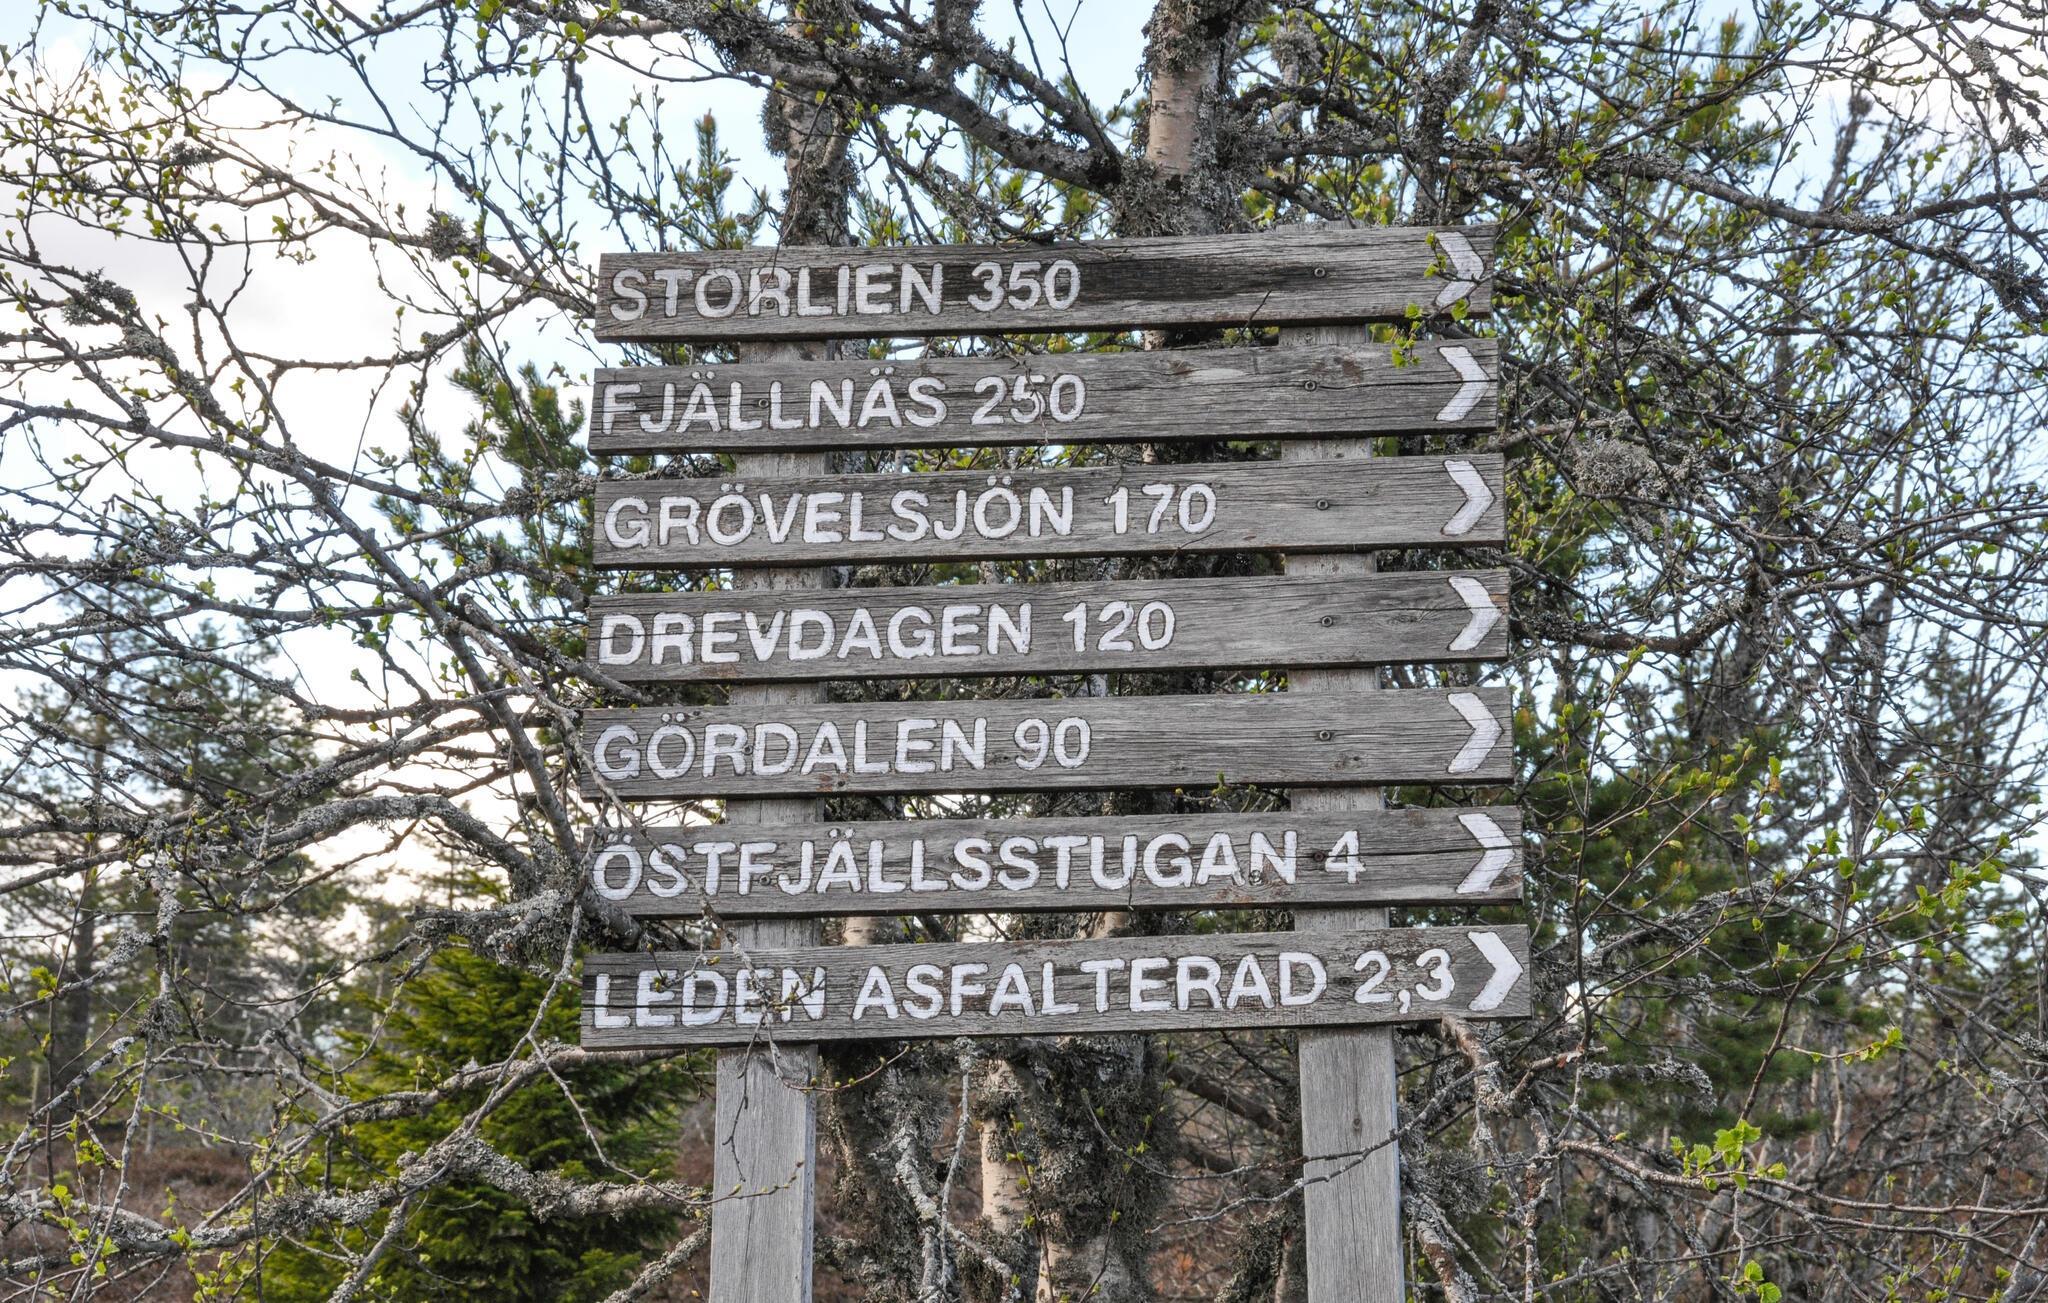 STORLIEN 350
FJÄLLNÄS 250
GRÖVELSJÖN 170
DREVDAGEN 120
GÖRDALEN 90
ÖSTFJÄLLSSTUGAN 4
LEDEN ASFALTERAD 2,3